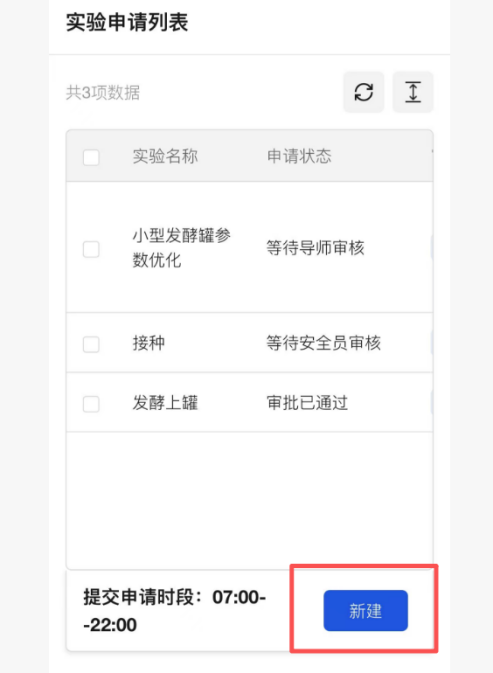 实验申请列表
共3项数据
实验名称 申请状态
小型发酵罐参
数优化
等待导师审核
接种 等待安全员审核
发酵上罐 审批已通过
提交申请时段：07:00-
-22:00
新建